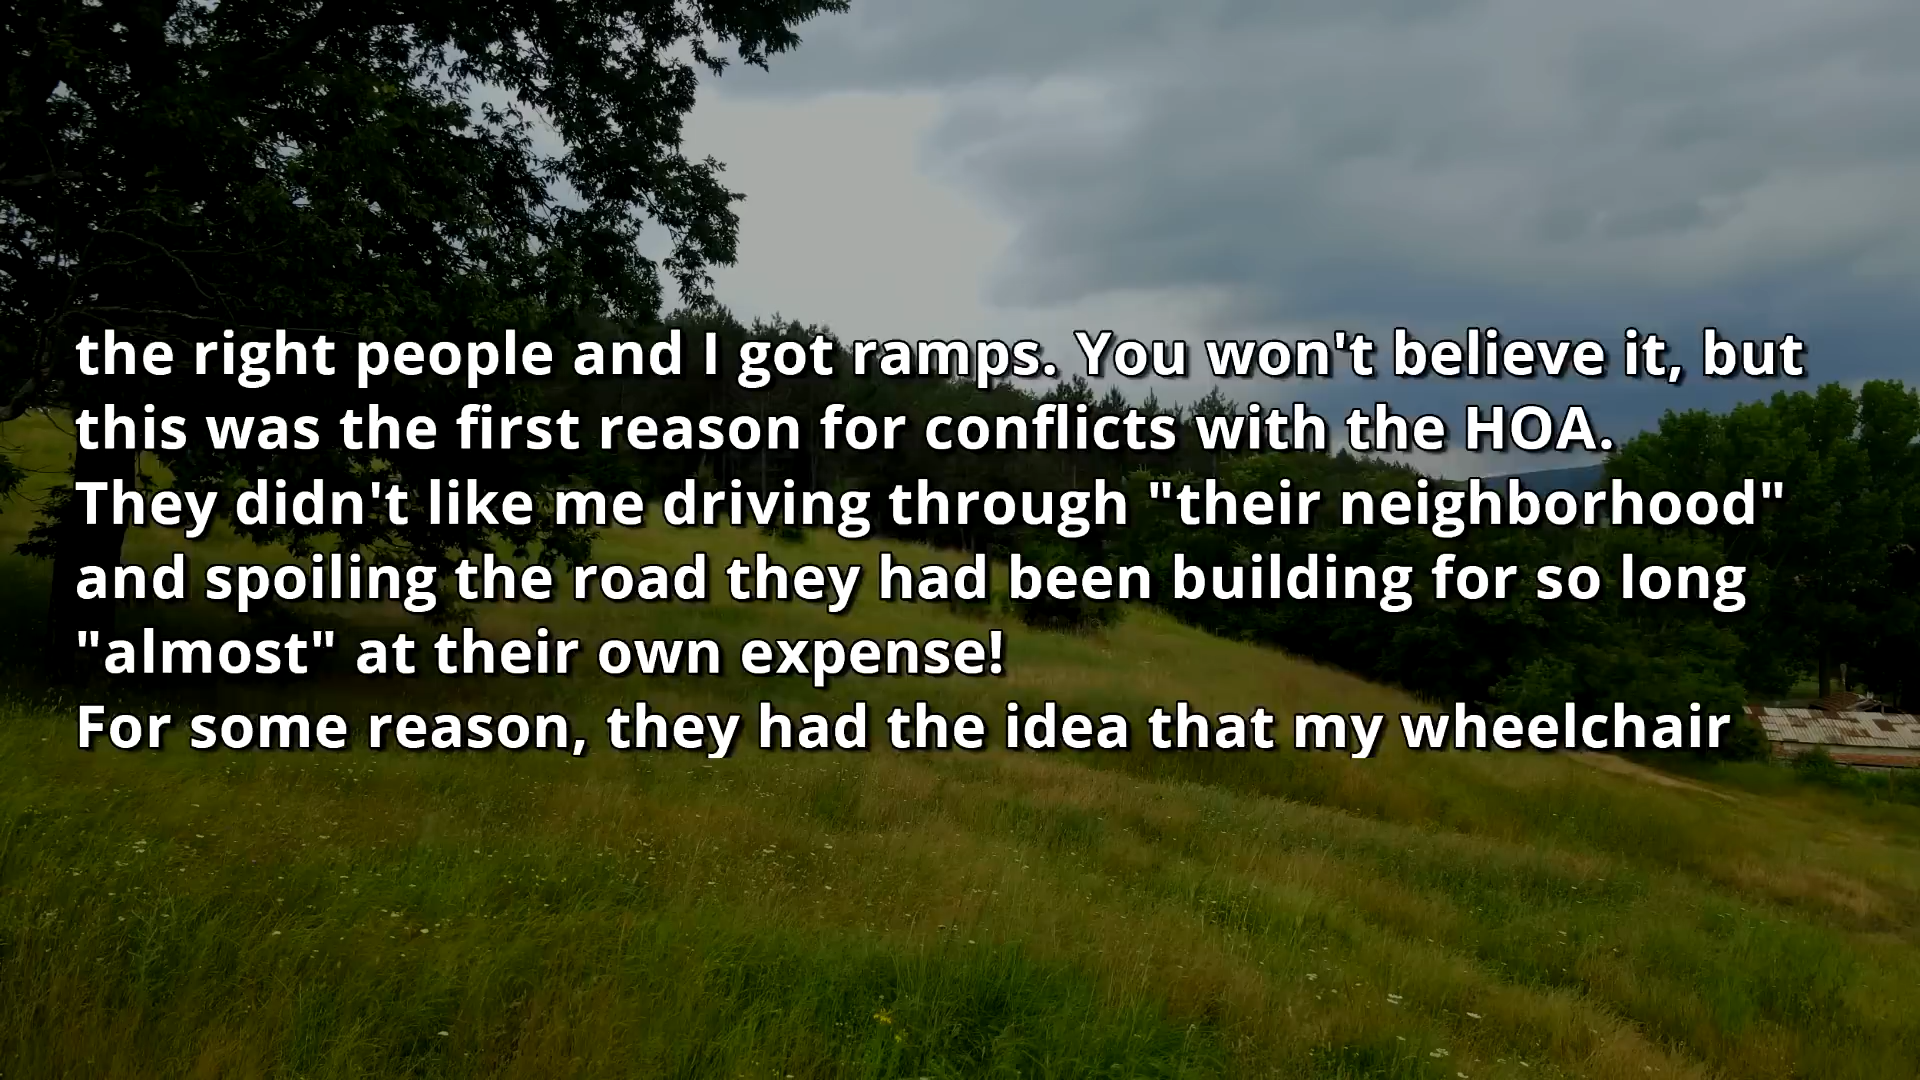 the right people and I got ramps. You won't believe it, but
this was the first reason for conflicts with the HOA.
They didn't like me driving through "their neighborhood"
and spoiling the road they had been building for so long
"almost" at their own expense!
For some reason, they had the idea that my wheelchair